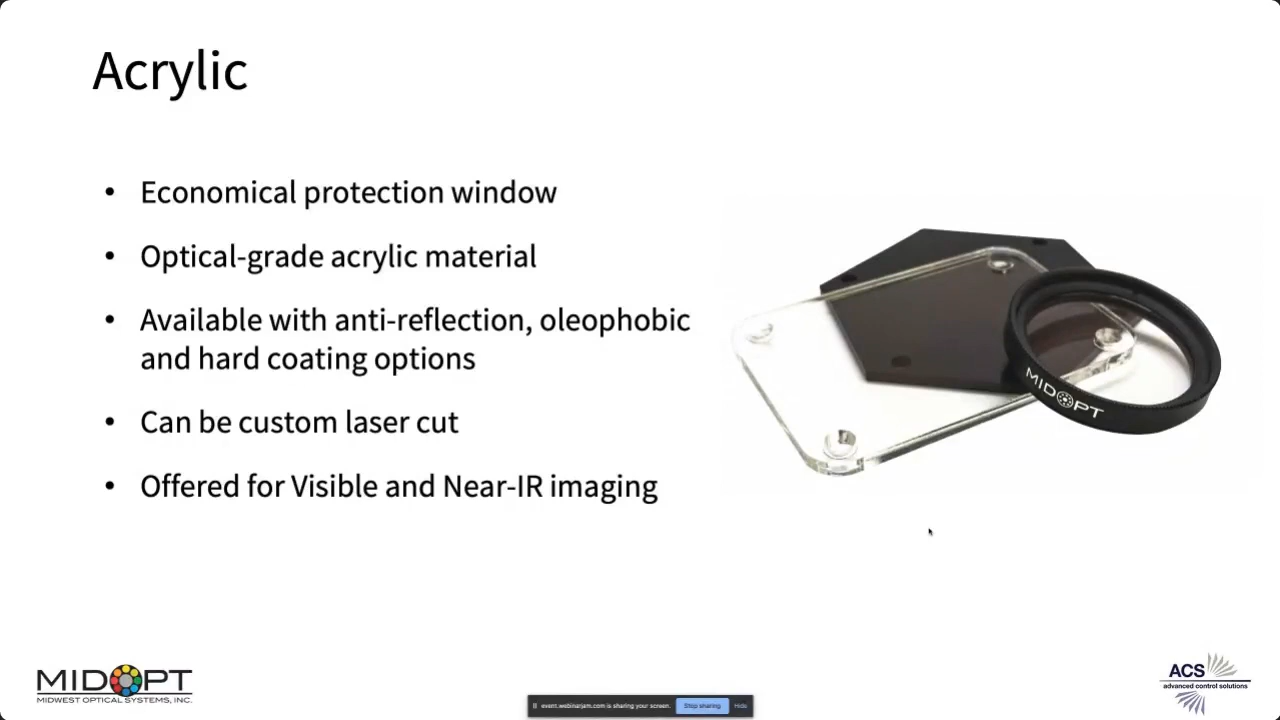 Acrylic
• Economical protection window
• Optical-grade acrylic material
• Available with anti-reflection, oleophobic
and hard coating options
• Can be custom laser cut
• Offered for Visible and Near-IR imaging
MIDOPT
MIDOPT
MIDWEST OPTICAL SYSTEMS, INC.
event.webinarjam.com is sharing your screen. Stop sharing Hide
ACS
advanced control solutions